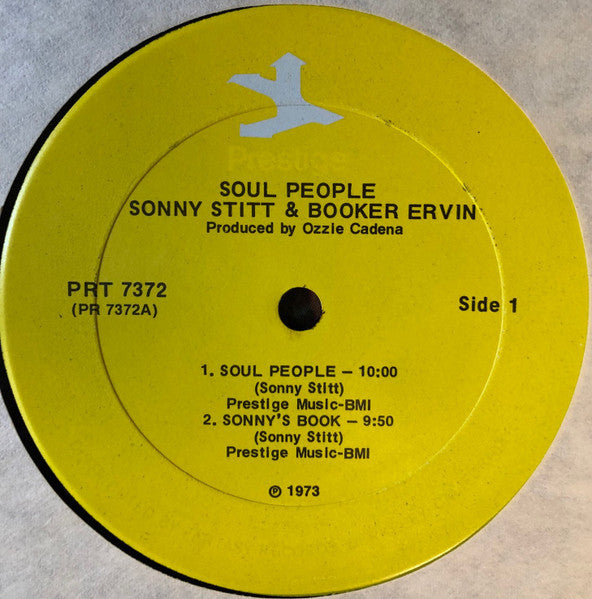 Prestige
SOUL PEOPLE
SONNY STITT & BOOKER ERVIN
Produced by Ozzie Cadena
PRT 7372
(PR 7372A)
Side 1
1. SOUL PEOPLE — 10:00
(Sonny Stitt)
Prestige Music-BMI
2. SONNY'S BOOK — 9:50
(Sonny Stitt)
Prestige Music-BMI
℗ 1973